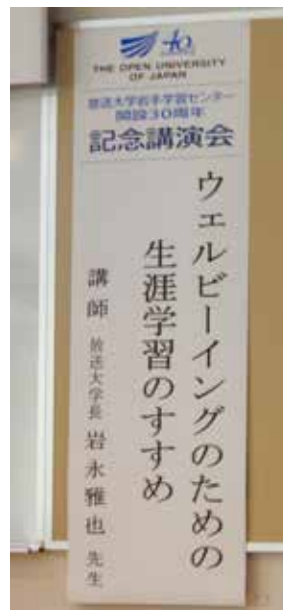 40
THE OPEN UNIVERSITY
OF JAPAN
放送大学岩手学習センター
開設30周年
記念講演会
ウェルビーイングのための
生涯学習のすすめ
講師 放送大学長 岩永雅也 先生